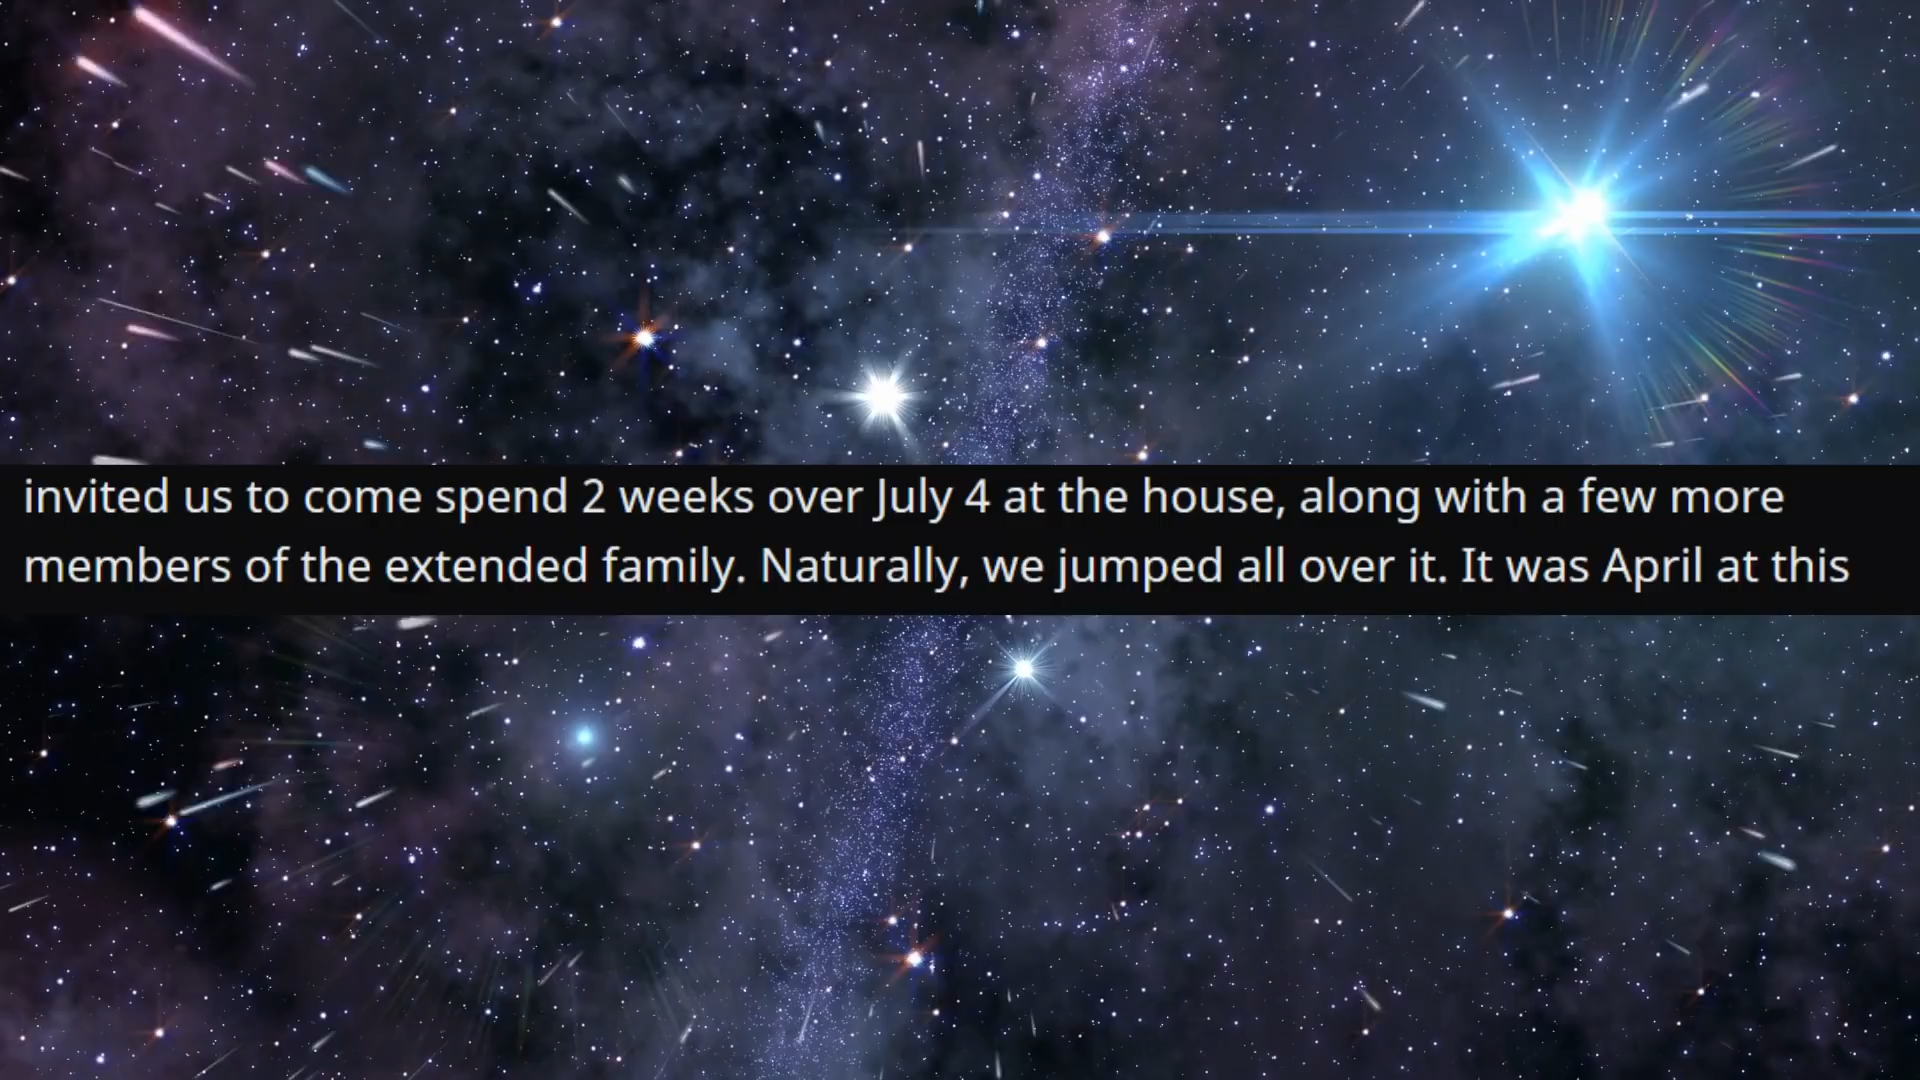 invited us to come spend 2 weeks over July 4 at the house, along with a few more
members of the extended family. Naturally, we jumped all over it. It was April at this